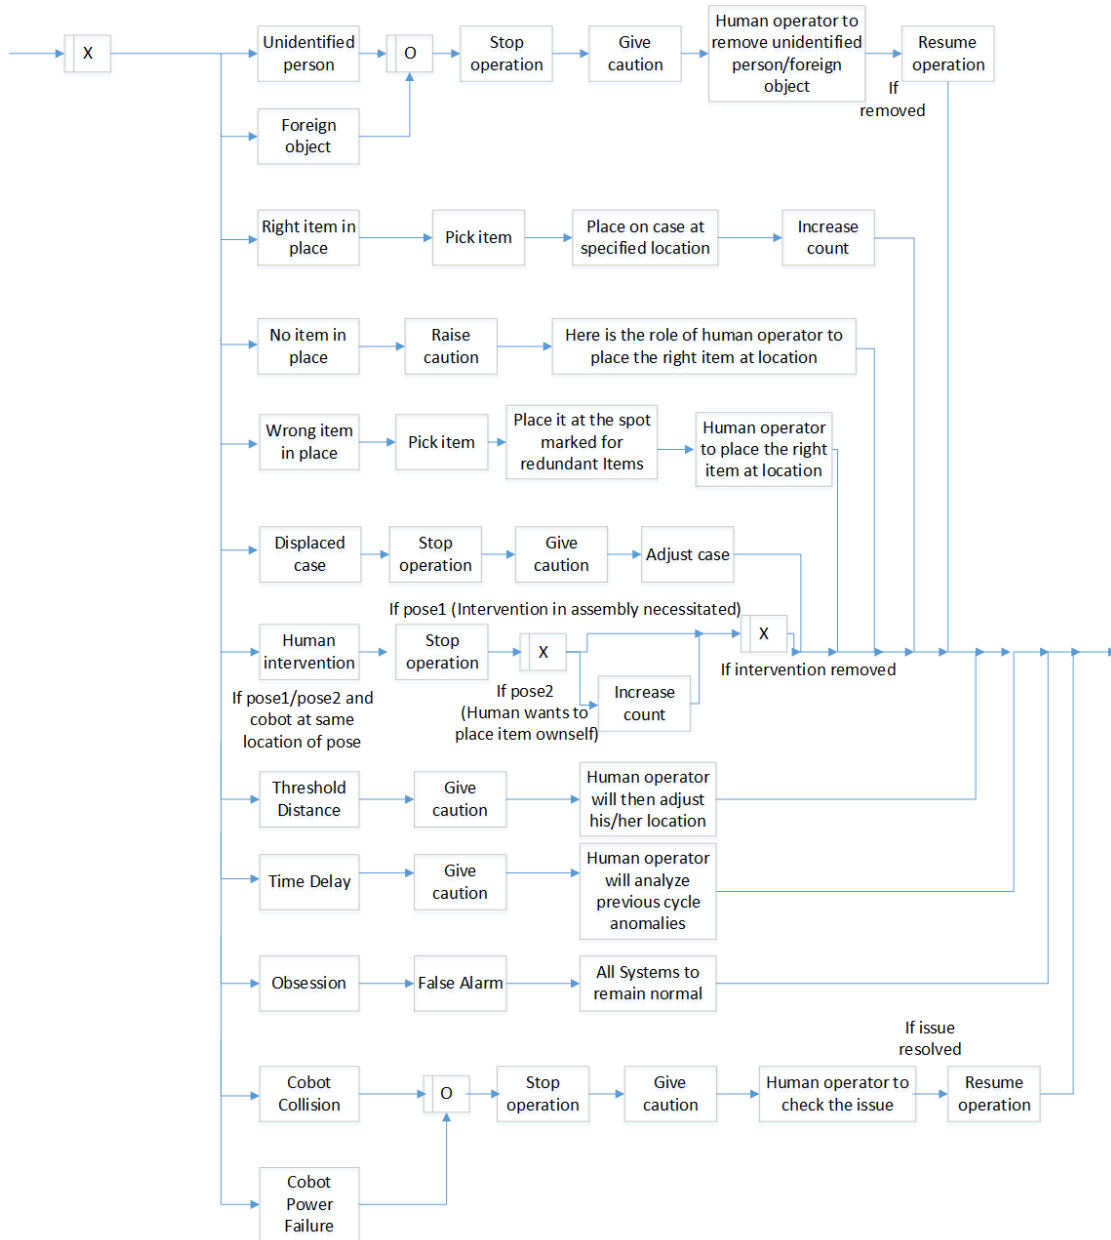 X
Unidentified
person
O
Stop
operation
Give
caution
Human operator to
remove unidentified
person/foreign
object
Resume
operation
If
removed
Foreign
object
Right item in
place
Pick item
Place on case at
specified location
Increase
count
No item in
place
Raise
caution
Here is the role of human operator to
place the right item at location
Wrong item
in place
Pick item
Place it at the spot
marked for
redundant Items
Human operator
to place the right
item at location
Displaced
case
Stop
operation
Give
caution
Adjust case
If pose1 (Intervention in assembly necessitated)
Human
intervention
Stop
operation
X
X
If intervention removed
If pose1/pose2 and
cobot at same
location of pose
If pose2
(Human wants to
place item ownself)
Increase
count
Threshold
Distance
Give
caution
Human operator
will then adjust
his/her location
Time Delay
Give
caution
Human operator
will analyze
previous cycle
anomalies
Obsession
False Alarm
All Systems to
remain normal
If issue
resolved
Cobot
Collision
O
Stop
operation
Give
caution
Human operator to
check the issue
Resume
operation
Cobot
Power
Failure